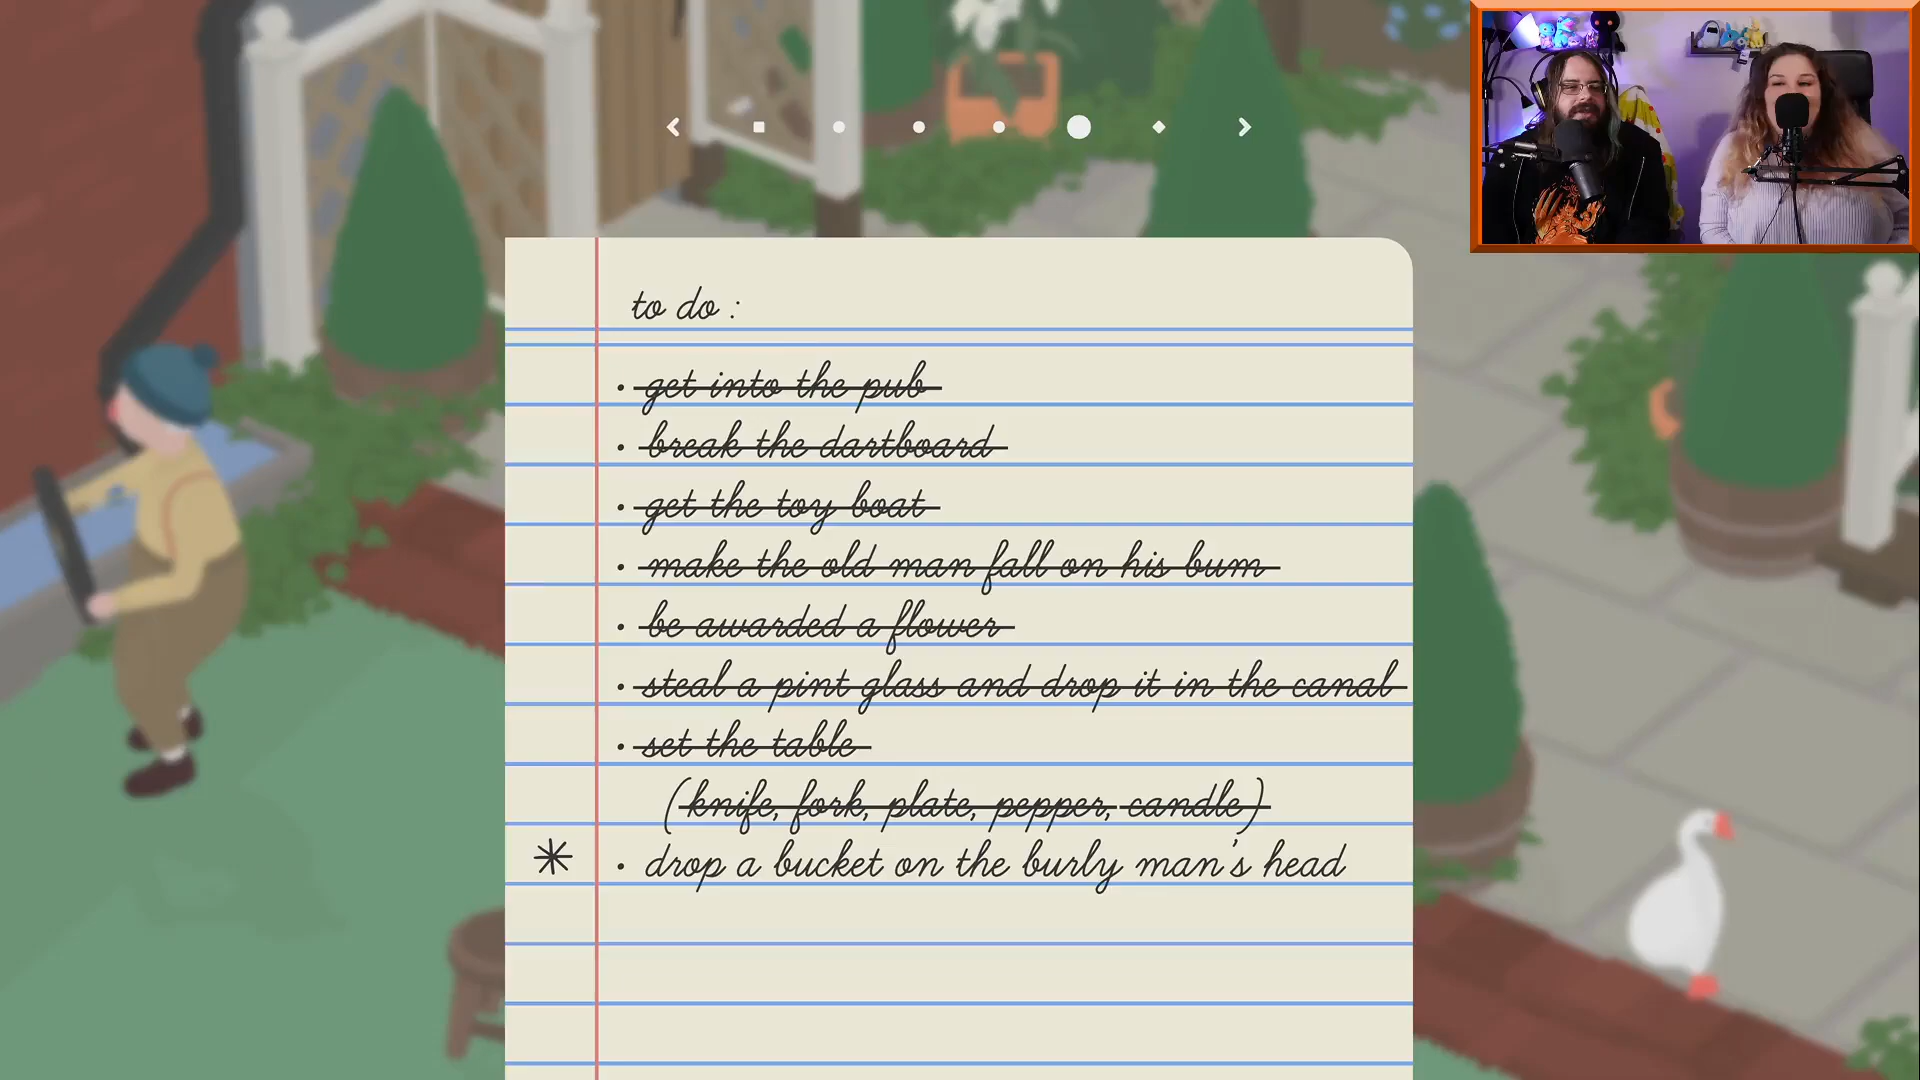 to do :
• get into the pub
• break the dartboard
• get the toy boat
• make the old man fall on his bum
• be awarded a flower
• steal a pint glass and drop it in the canal
• set the table
(knife, fork, plate, pepper, candle)
* • drop a bucket on the burly man's head